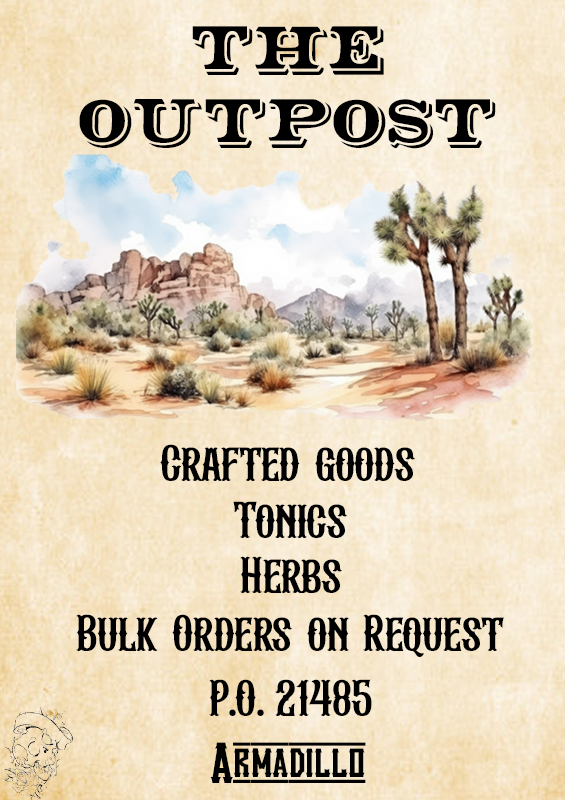 THE
OUTPOST
Crafted goods
Tonics
Herbs
Bulk Orders on Request
P.O. 21485
Armadillo